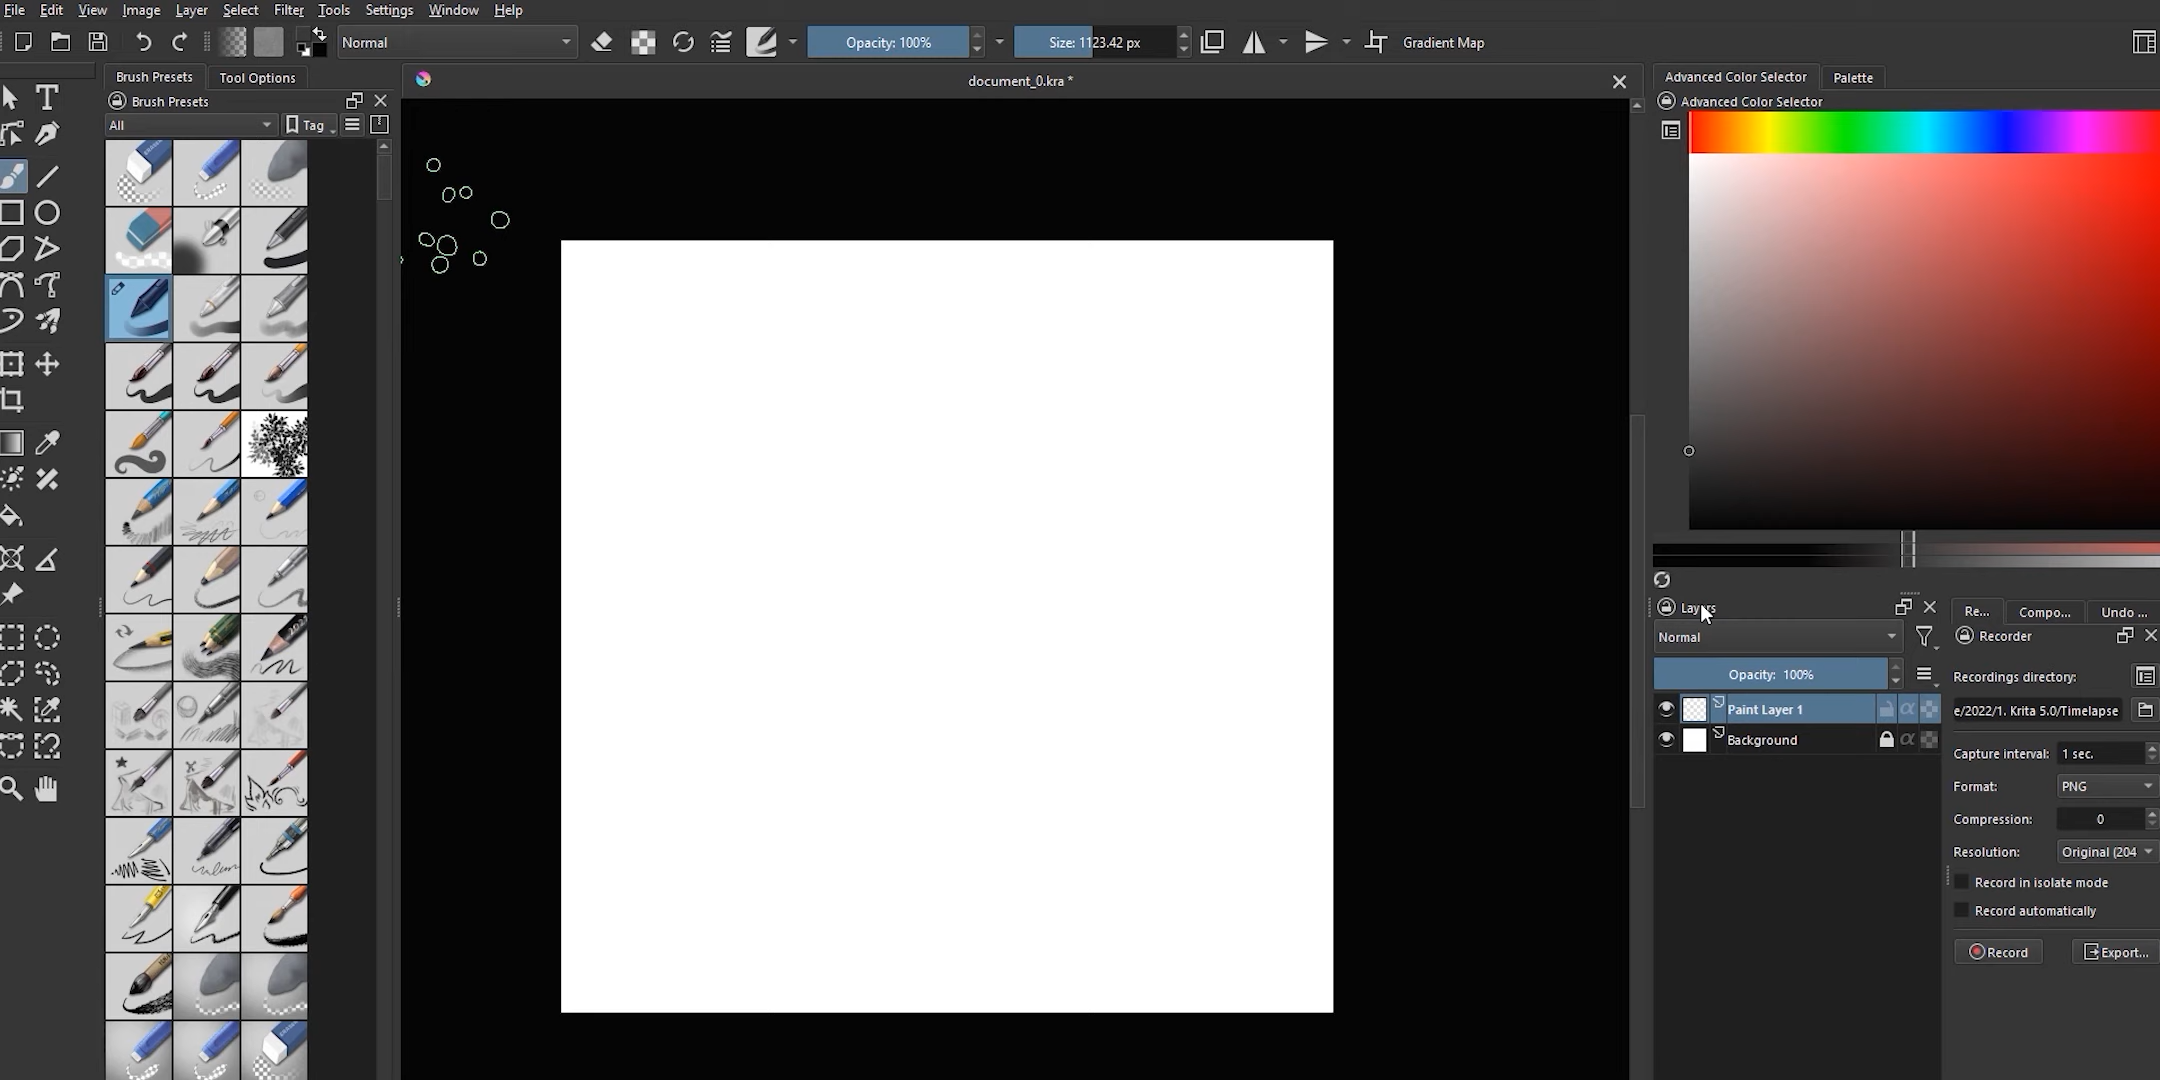 File Edit View Image Layer Select Filter Tools Settings Window Help
Normal Opacity: 100% Size: 1123.42 px Gradient Map
Brush Presets Tool Options
Brush Presets
All Tag
document_0.kra *
Advanced Color Selector Palette
Advanced Color Selector
Layers
Normal
Opacity: 100%
Paint Layer 1
Background
Re... Compo... Undo ...
Recorder
Recordings directory:
e/2022/1. Krita 5.0/Timelapse
Capture interval: 1 sec.
Format: PNG
Compression: 0
Resolution: Original (204
Record in isolate mode
Record automatically
Record Export...